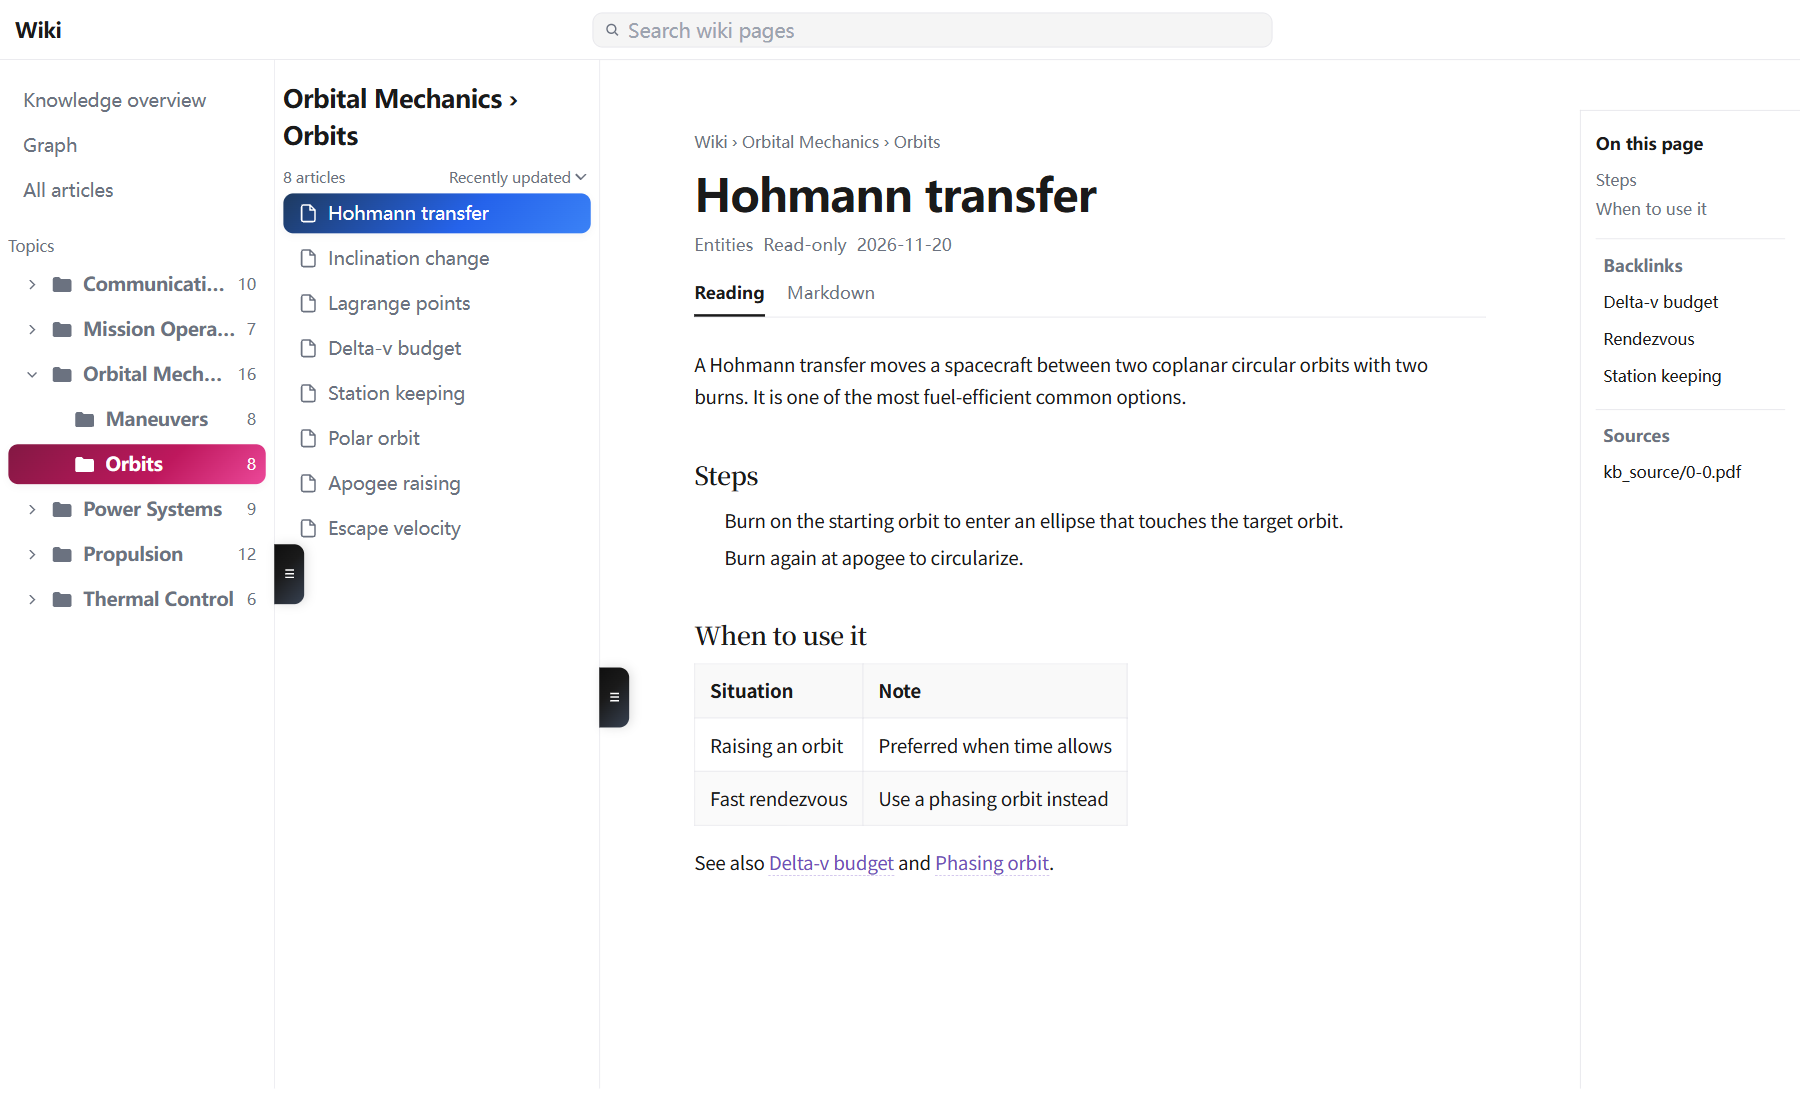 Wiki
Search wiki pages
Knowledge overview
Graph
All articles
Topics
Communicati... 10
Mission Opera... 7
Orbital Mech... 16
Maneuvers 8
Orbits 8
Power Systems 9
Propulsion 12
Thermal Control 6
Orbital Mechanics ›
Orbits
8 articles Recently updated
Hohmann transfer
Inclination change
Lagrange points
Delta-v budget
Station keeping
Polar orbit
Apogee raising
Escape velocity
Wiki › Orbital Mechanics › Orbits
Hohmann transfer
Entities Read-only 2026-11-20
Reading Markdown
A Hohmann transfer moves a spacecraft between two coplanar circular orbits with two
burns. It is one of the most fuel-efficient common options.
Steps
Burn on the starting orbit to enter an ellipse that touches the target orbit.
Burn again at apogee to circularize.
When to use it
Situation Note
Raising an orbit Preferred when time allows
Fast rendezvous Use a phasing orbit instead
See also Delta-v budget and Phasing orbit.
On this page
Steps
When to use it
Backlinks
Delta-v budget
Rendezvous
Station keeping
Sources
kb_source/0-0.pdf